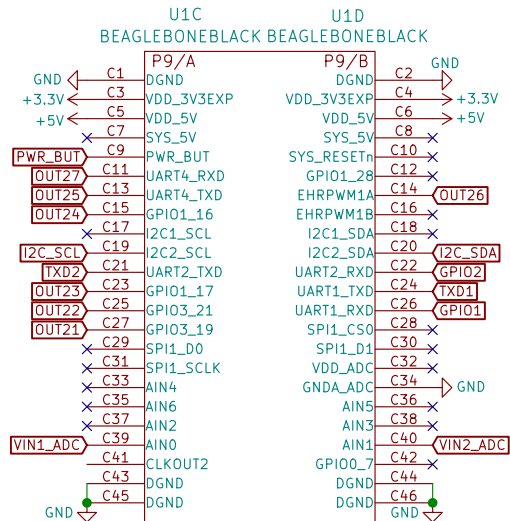 U1C U1D
BEAGLEBONEBLACK BEAGLEBONEBLACK
P9/A P9/B GND
GND C1 DGND DGND C2
+3.3V C3 VDD_3V3EXP VDD_3V3EXP C4 +3.3V
+5V C5 VDD_5V VDD_5V C6 +5V
C7 SYS_5V SYS_5V C8
PWR_BUT C9 PWR_BUT SYS_RESETn C10
OUT27 C11 UART4_RXD GPIO1_28 C12
OUT25 C13 UART4_TXD EHRPWM1A C14 OUT26
OUT24 C15 GPIO1_16 EHRPWM1B C16
C17 I2C1_SCL I2C1_SDA C18
I2C_SCL C19 I2C2_SCL I2C2_SDA C20 I2C_SDA
TXD2 C21 UART2_TXD UART2_RXD C22 GPIO2
OUT23 C23 GPIO1_17 UART1_TXD C24 TXD1
OUT22 C25 GPIO3_21 UART1_RXD C26 GPIO1
OUT21 C27 GPIO3_19 SPI1_CS0 C28
C29 SPI1_D0 SPI1_D1 C30
C31 SPI1_SCLK VDD_ADC C32
C33 AIN4 GNDA_ADC C34 GND
C35 AIN6 AIN5 C36
C37 AIN2 AIN3 C38
VIN1_ADC C39 AIN0 AIN1 C40 VIN2_ADC
C41 CLKOUT2 GPIO0_7 C42
C43 DGND DGND C44
C45 DGND DGND C46
GND GND